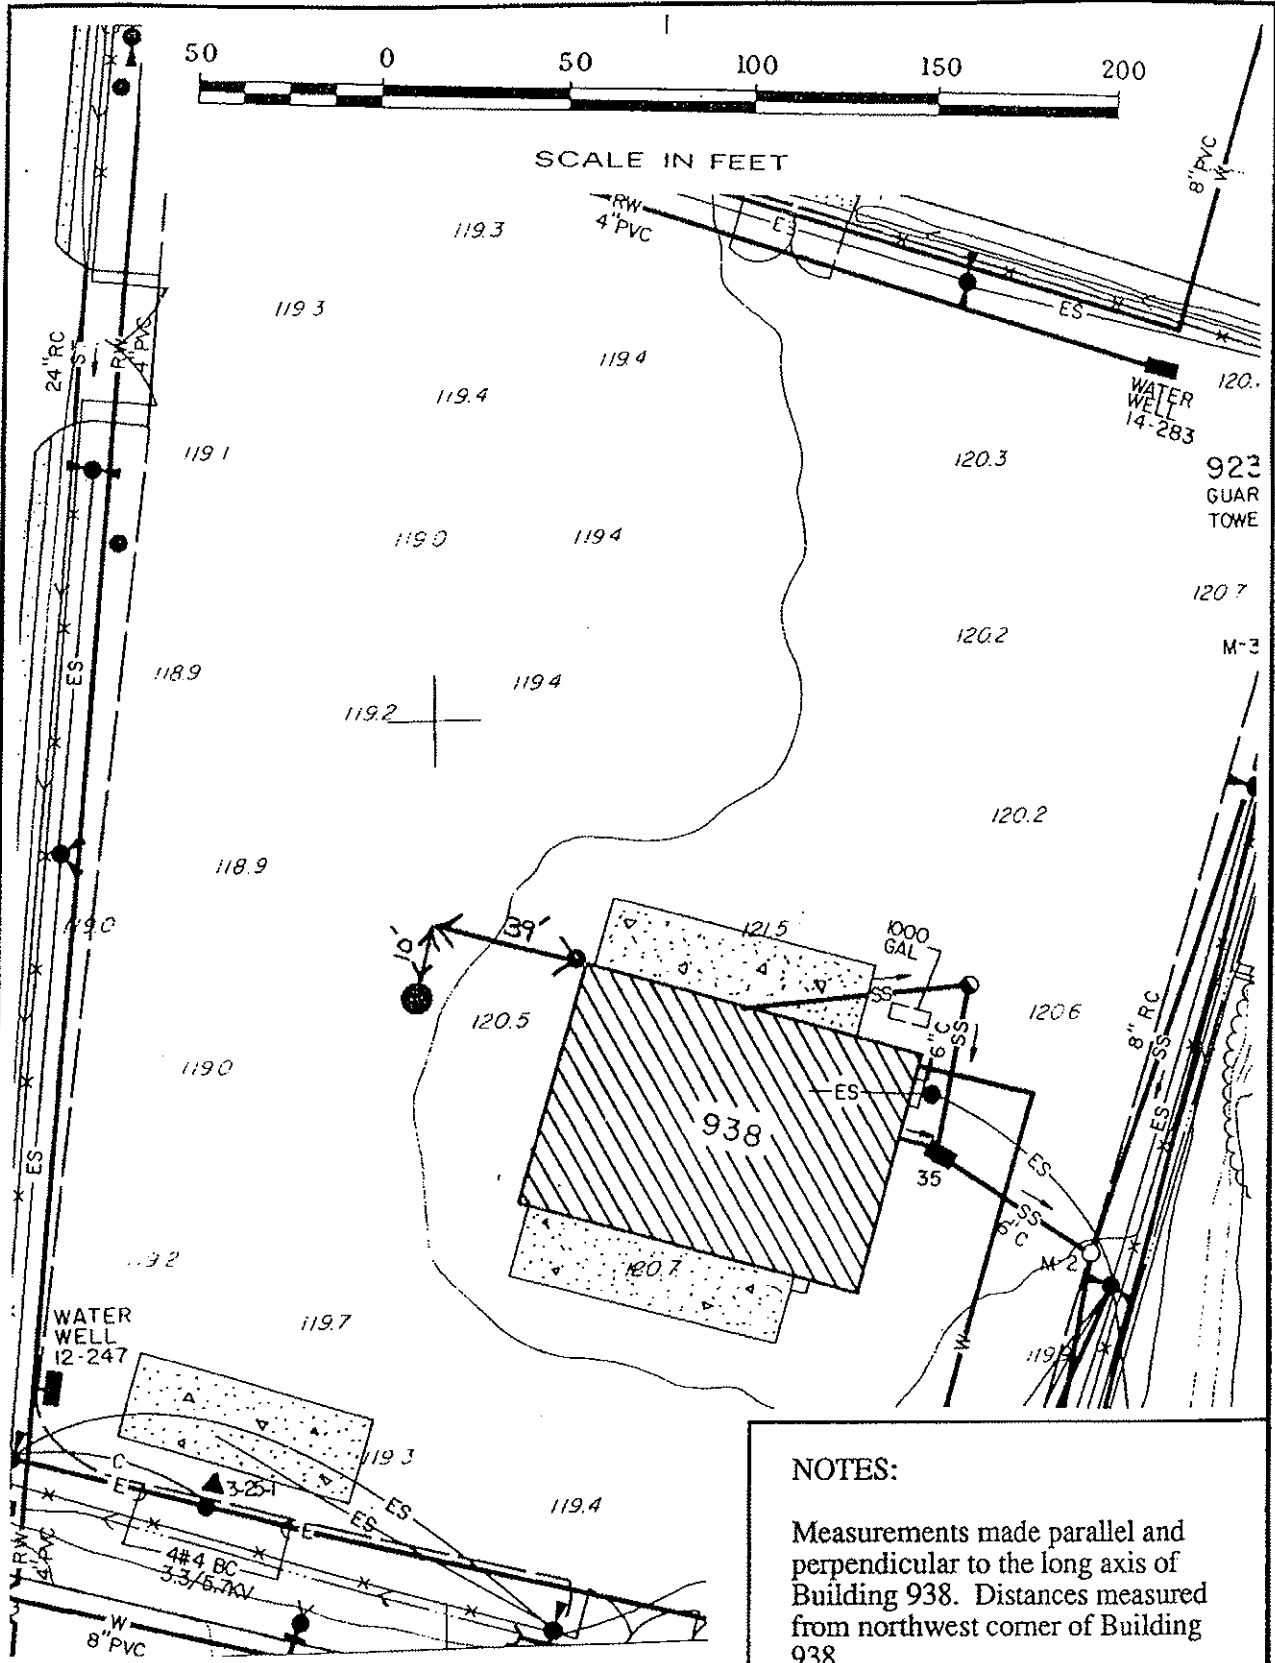 50 0 50 100 150 200
SCALE IN FEET
8" PVC
W
RW
4" PVC
ES
119.3
119 3
ES
24" RC
S
RW
4" PVC
119.4
119.4
WATER
WELL
14-283
120.
119 1
120.3
923
GUAR
TOWE
119 0
119 4
120 7
120.2
M-3
ES
118.9
119 4
119.2
120.2
118.9
119.0
39'
10'
121.5
1000
GAL
SS
120.5
6" C
SS
120 6
8" RC
SS
ES
119 0
ES
938
ES
ES
35
SS
6" C
M-2
9 2
120.7
WATER
WELL
12-247
119.7
W
119.
119 3
C
E
3-25-1
ES
ES
E
119.4
4#4 BC
3.3/5.7KV
RW
4" PVC
W
8" PVC
NOTES:
Measurements made parallel and
perpendicular to the long axis of
Building 938. Distances measured
from northwest corner of Building
938